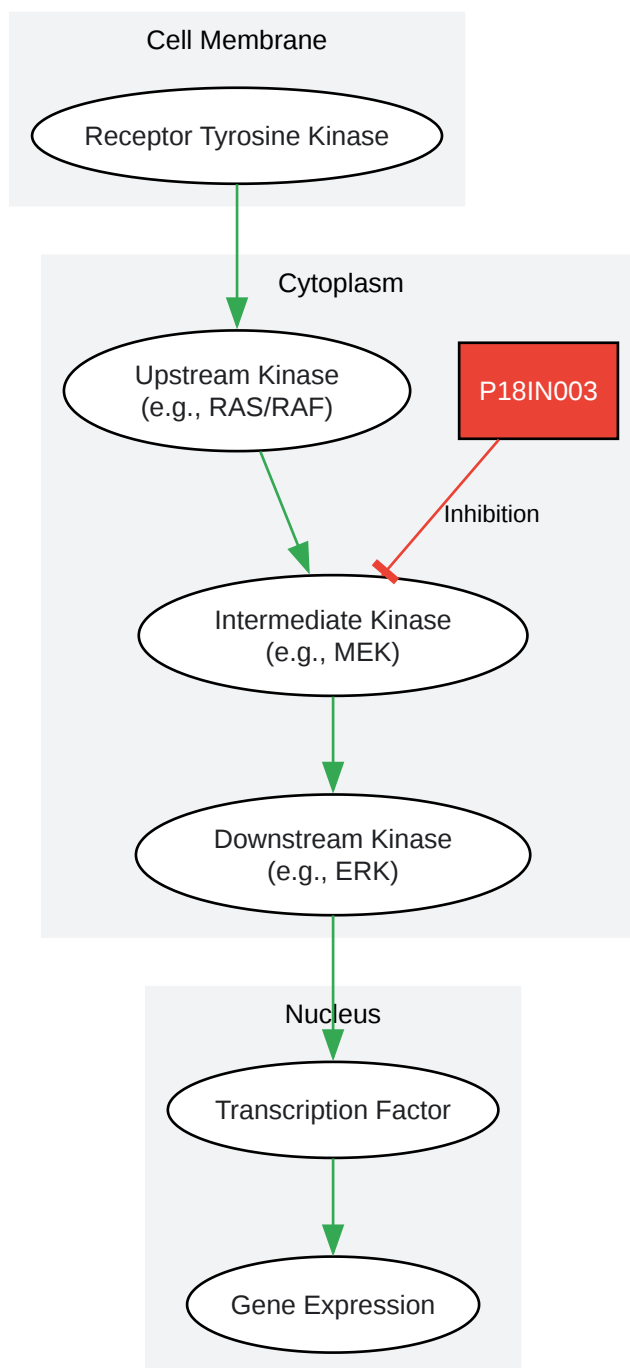 Cell Membrane
Receptor Tyrosine Kinase
Cytoplasm
Upstream Kinase
(e.g., RAS/RAF)
P18IN003
Inhibition
Intermediate Kinase
(e.g., MEK)
Downstream Kinase
(e.g., ERK)
Nucleus
Transcription Factor
Gene Expression